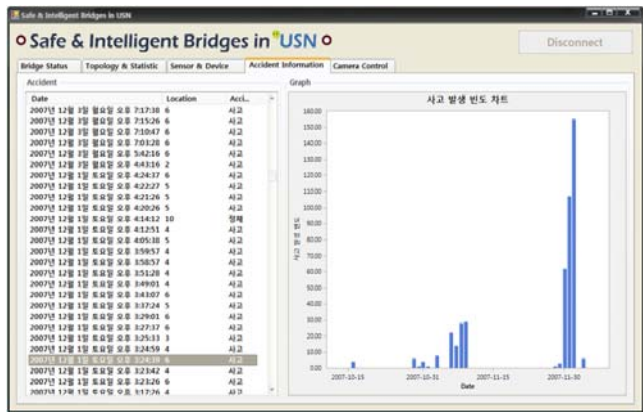 Safe & Intelligent Bridges in USN
Safe & Intelligent Bridges in USN
Disconnect
Bridge Status Topology & Statistic Sensor & Device Accident Information Camera Control
Accident
Date Location Acci...
2007년 12월 3일 월요일 오후 7:17:38 6 사고
2007년 12월 3일 월요일 오후 7:15:26 6 사고
2007년 12월 3일 월요일 오후 7:10:47 6 사고
2007년 12월 3일 월요일 오후 7:03:28 6 사고
2007년 12월 3일 월요일 오후 5:42:16 6 사고
2007년 12월 3일 월요일 오후 4:43:16 2 사고
2007년 12월 1일 토요일 오후 4:24:37 6 사고
2007년 12월 1일 토요일 오후 4:22:27 5 사고
2007년 12월 1일 토요일 오후 4:21:26 5 사고
2007년 12월 1일 토요일 오후 4:20:26 5 사고
2007년 12월 1일 토요일 오후 4:14:12 10 정체
2007년 12월 1일 토요일 오후 4:12:51 4 사고
2007년 12월 1일 토요일 오후 4:05:38 5 사고
2007년 12월 1일 토요일 오후 3:59:57 4 사고
2007년 12월 1일 토요일 오후 3:58:57 4 사고
2007년 12월 1일 토요일 오후 3:51:28 4 사고
2007년 12월 1일 토요일 오후 3:49:01 4 사고
2007년 12월 1일 토요일 오후 3:43:07 6 사고
2007년 12월 1일 토요일 오후 3:37:24 5 사고
2007년 12월 1일 토요일 오후 3:29:01 6 사고
2007년 12월 1일 토요일 오후 3:27:37 6 사고
2007년 12월 1일 토요일 오후 3:25:33 3 사고
2007년 12월 1일 토요일 오후 3:24:59 4 사고
2007년 12월 1일 토요일 오후 3:24:39 6 사고
2007년 12월 1일 토요일 오후 3:23:42 4 사고
2007년 12월 1일 토요일 오후 3:23:26 6 사고
2007년 12월 1일 토요일 오후 3:17:26 4 사고
Graph
사고 발생 빈도 차트
사고 발생 빈도
160.00
150.00
140.00
130.00
120.00
110.00
100.00
90.00
80.00
70.00
60.00
50.00
40.00
30.00
20.00
10.00
0.00
2007-10-15 2007-10-31 2007-11-15 2007-11-30
Date